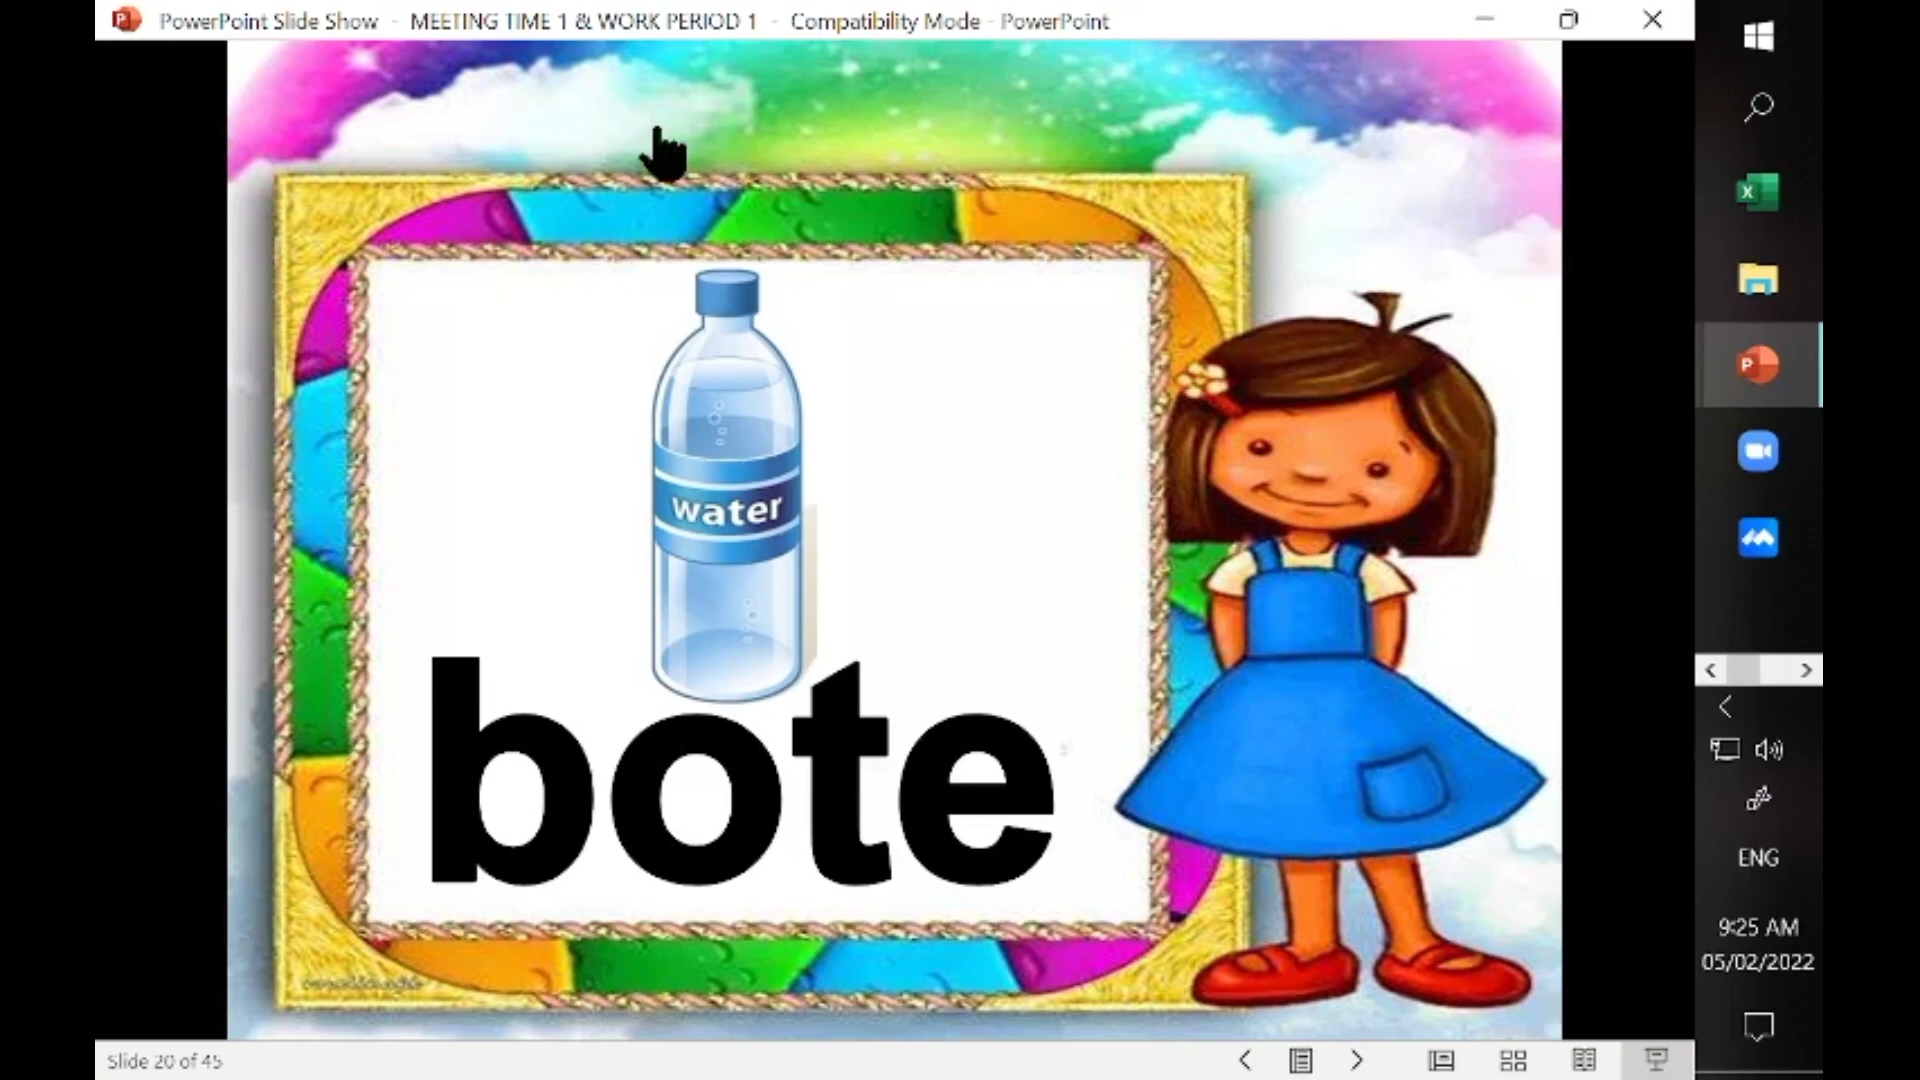 PowerPoint Slide Show - MEETING TIME 1 & WORK PERIOD 1 - Compatibility Mode - PowerPoint
water
bote
Slide 20 of 45
ENG
9:25 AM
05/02/2022